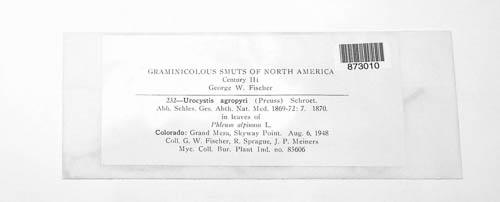 873010
GRAMINICOLOUS SMUTS OF NORTH AMERICA
Century III
George W. Fischer
232—Urocystis agropyri (Preuss) Schroet.
Abh. Schles. Ges. Abth. Nat. Med. 1869-72: 7. 1870.
in leaves of
Phleum alpinum L.
Colorado: Grand Mesa, Skyway Point. Aug. 6, 1948
Coll. G. W. Fischer, R. Sprague, J. P. Meiners
Myc. Coll. Bur. Plant Ind. no. 85606